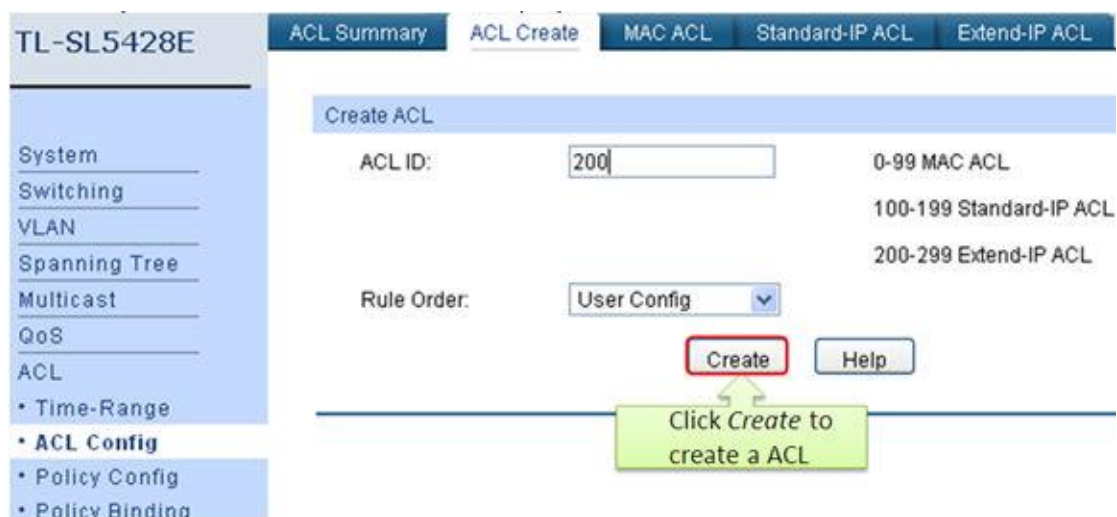 TL-SL5428E
ACL Summary ACL Create MAC ACL Standard-IP ACL Extend-IP ACL
Create ACL
ACL ID: 200 0-99 MAC ACL
100-199 Standard-IP ACL
200-299 Extend-IP ACL
Rule Order: User Config
Create Help
Click Create to
create a ACL
System
Switching
VLAN
Spanning Tree
Multicast
QoS
ACL
• Time-Range
• ACL Config
• Policy Config
• Policy Binding